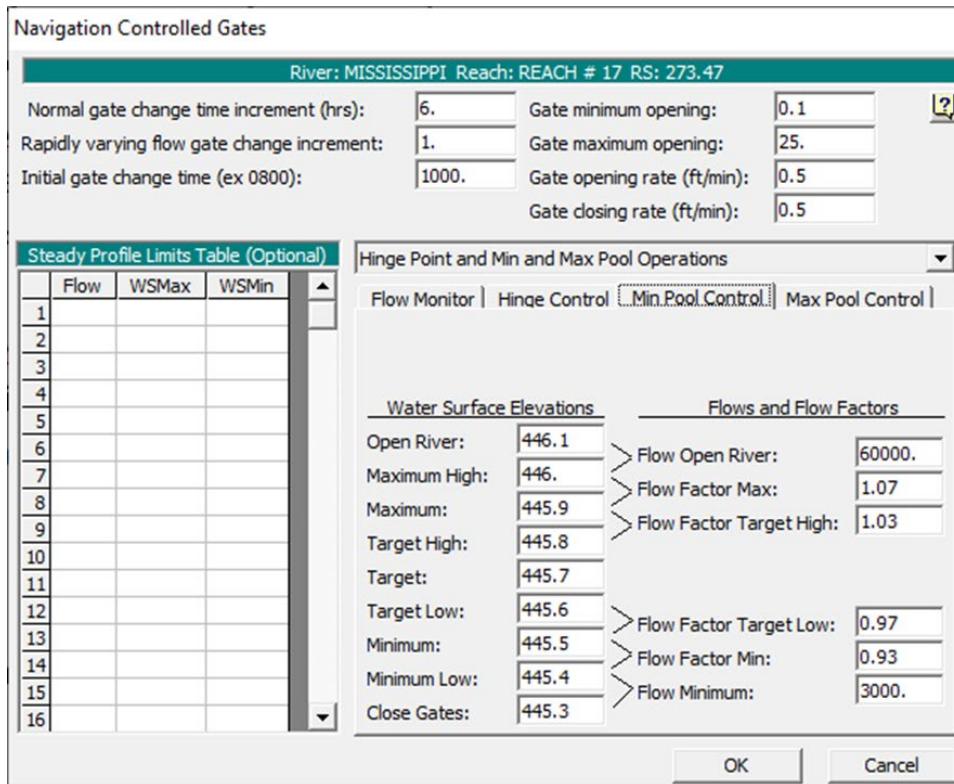 Navigation Controlled Gates
River: MISSISSIPPI Reach: REACH # 17 RS: 273.47
Normal gate change time increment (hrs): 6.
Rapidly varying flow gate change increment: 1.
Initial gate change time (ex 0800): 1000.
Gate minimum opening: 0.1
Gate maximum opening: 25.
Gate opening rate (ft/min): 0.5
Gate closing rate (ft/min): 0.5
?
Steady Profile Limits Table (Optional)
Flow WSMax WSMin
1
2
3
4
5
6
7
8
9
10
11
12
13
14
15
16
Hinge Point and Min and Max Pool Operations
Flow Monitor Hinge Control Min Pool Control Max Pool Control
Water Surface Elevations
Open River: 446.1
Maximum High: 446.
Maximum: 445.9
Target High: 445.8
Target: 445.7
Target Low: 445.6
Minimum: 445.5
Minimum Low: 445.4
Close Gates: 445.3
Flows and Flow Factors
Flow Open River: 60000.
Flow Factor Max: 1.07
Flow Factor Target High: 1.03
Flow Factor Target Low: 0.97
Flow Factor Min: 0.93
Flow Minimum: 3000.
OK Cancel